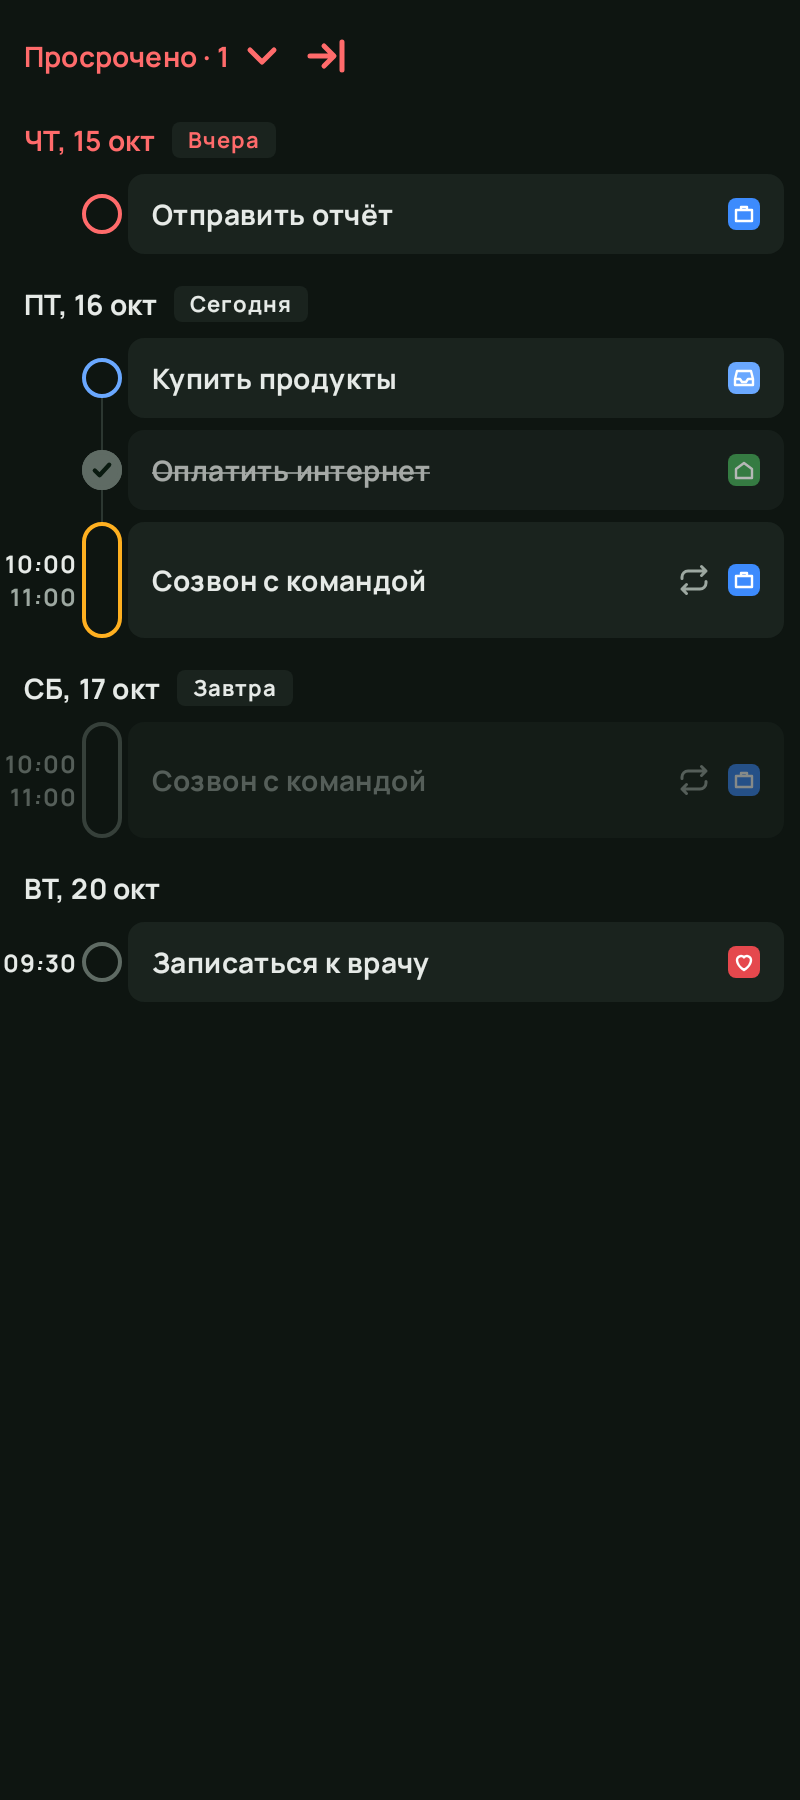 Просрочено · 1
ЧТ, 15 окт Вчера
Отправить отчёт
ПТ, 16 окт Сегодня
Купить продукты
Оплатить интернет
10:00
11:00
Созвон с командой
СБ, 17 окт Завтра
10:00
11:00
Созвон с командой
ВТ, 20 окт
09:30 Записаться к врачу